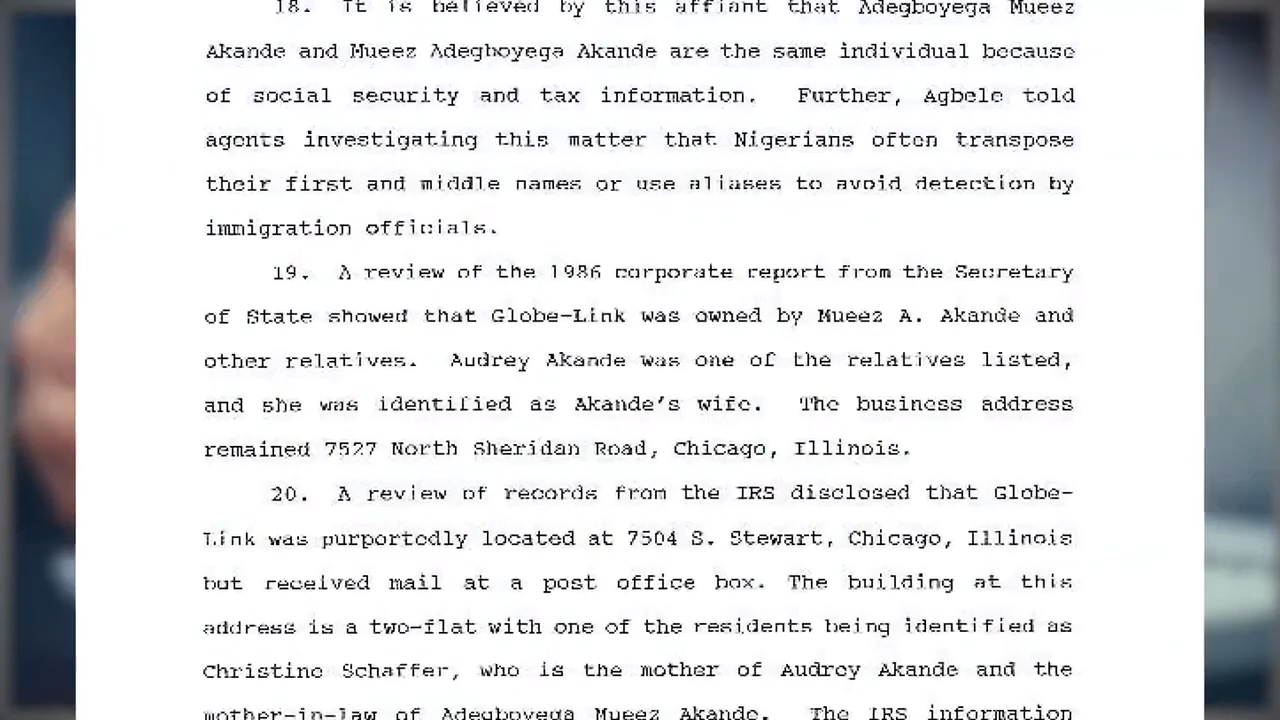 18. It is believed by this affiant that Adegboyega Mueez
Akande and Mueez Adegboyega Akande are the same individual because
of social security and tax information. Further, Agbele told
agents investigating this matter that Nigerians often transpose
their first and middle names or use aliases to avoid detection by
immigration officials.
19. A review of the 1986 corporate report from the Secretary
of State showed that Globe-Link was owned by Mueez A. Akande and
other relatives. Audrey Akande was one of the relatives listed,
and she was identified as Akande's wife. The business address
remained 7527 North Sheridan Road, Chicago, Illinois.
20. A review of records from the IRS disclosed that Globe-
Link was purportedly located at 7504 S. Stewart, Chicago, Illinois
but received mail at a post office box. The building at this
address is a two-flat with one of the residents being identified as
Christine Schaffer, who is the mother of Audrey Akande and the
mother-in-law of Adegboyega Mueez Akande. The IRS information